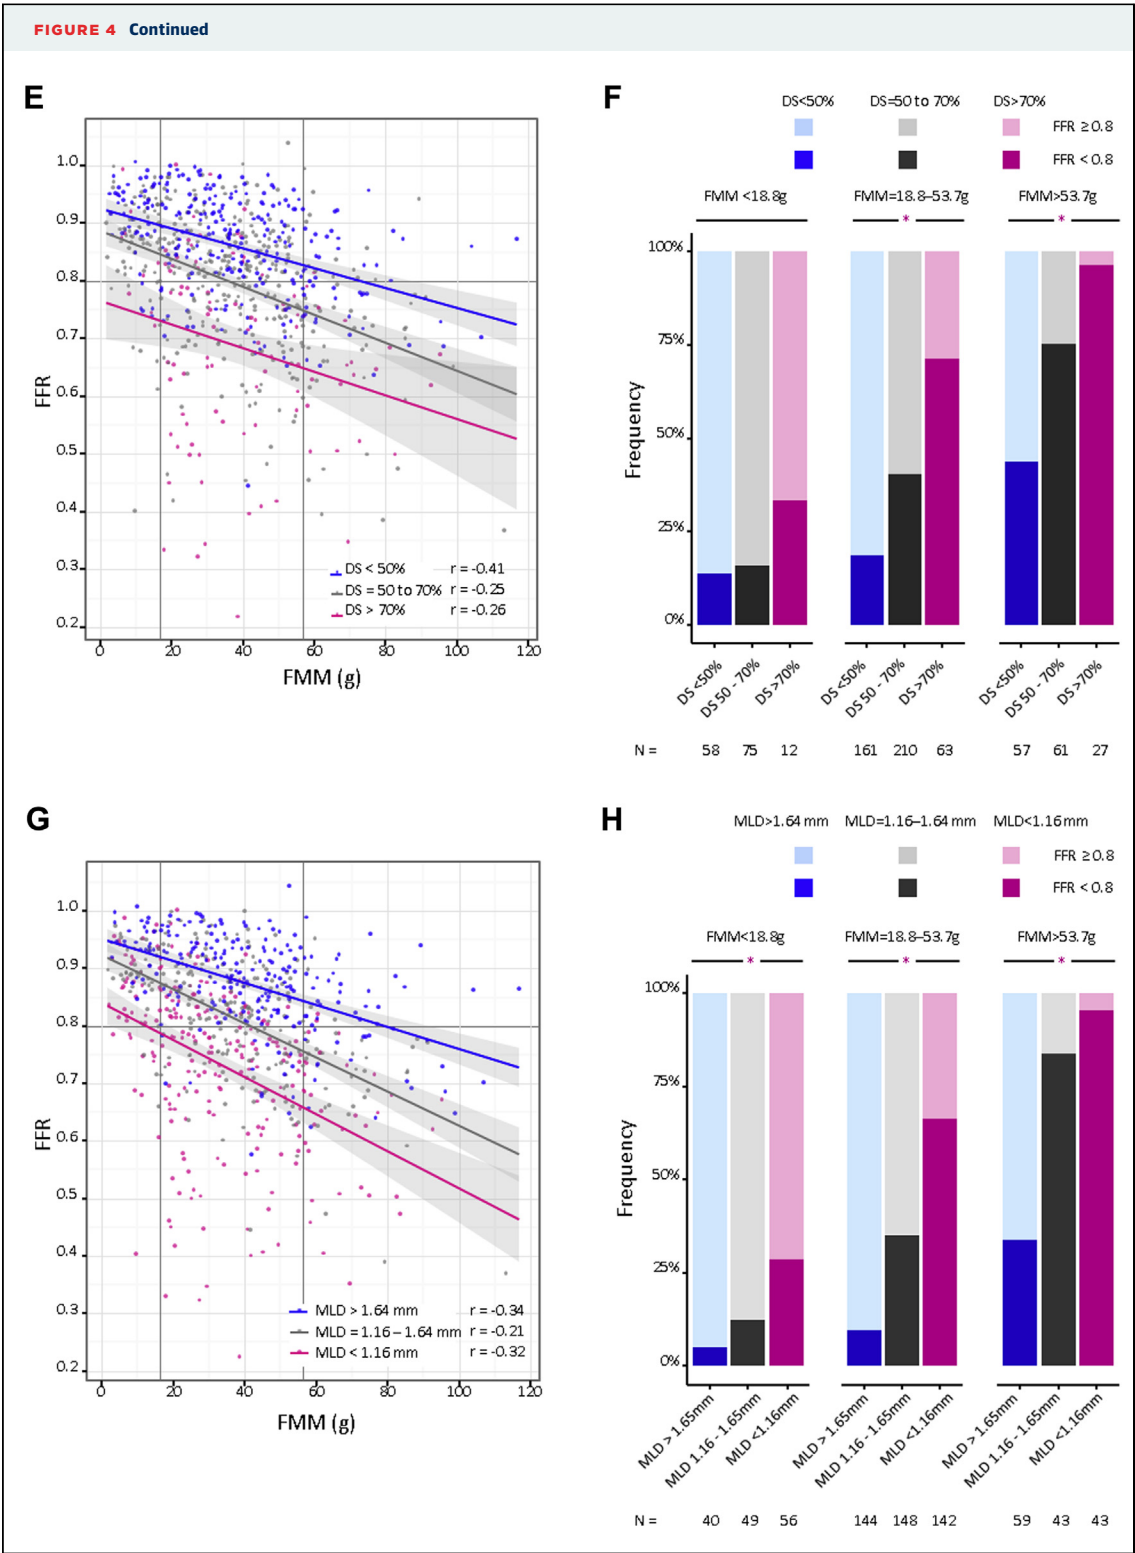 FIGURE 4 Continued
E
1.0
0.9
0.8
0.7
0.6
0.5
0.4
0.3
0.2
FFR
DS < 50% r = -0.41
DS = 50 to 70% r = -0.25
DS > 70% r = -0.26
0 20 40 60 80 100 120
FMM (g)
F
DS<50% DS=50 to 70% DS>70%
FFR ≥ 0.8
FFR < 0.8
FMM <18.8g FMM=18.8–53.7g FMM>53.7g
* *
100%
75%
50%
25%
0%
Frequency
DS <50% DS 50 - 70% DS >70% DS <50% DS 50 - 70% DS >70% DS <50% DS 50 - 70% DS >70%
N = 58 75 12 161 210 63 57 61 27
G
1.0
0.9
0.8
0.7
0.6
0.5
0.4
0.3
0.2
FFR
MLD > 1.64 mm r = -0.34
MLD = 1.16 – 1.64 mm r = -0.21
MLD < 1.16 mm r = -0.32
0 20 40 60 80 100 120
FMM (g)
H
MLD>1.64 mm MLD=1.16–1.64 mm MLD<1.16 mm
FFR ≥ 0.8
FFR < 0.8
FMM<18.8g FMM=18.8–53.7g FMM>53.7g
* * *
100%
75%
50%
25%
0%
Frequency
MLD > 1.65mm MLD 1.16 - 1.65mm MLD <1.16mm MLD > 1.65mm MLD 1.16 - 1.65mm MLD <1.16mm MLD > 1.65mm MLD 1.16 - 1.65mm MLD <1.16mm
N = 40 49 56 144 148 142 59 43 43